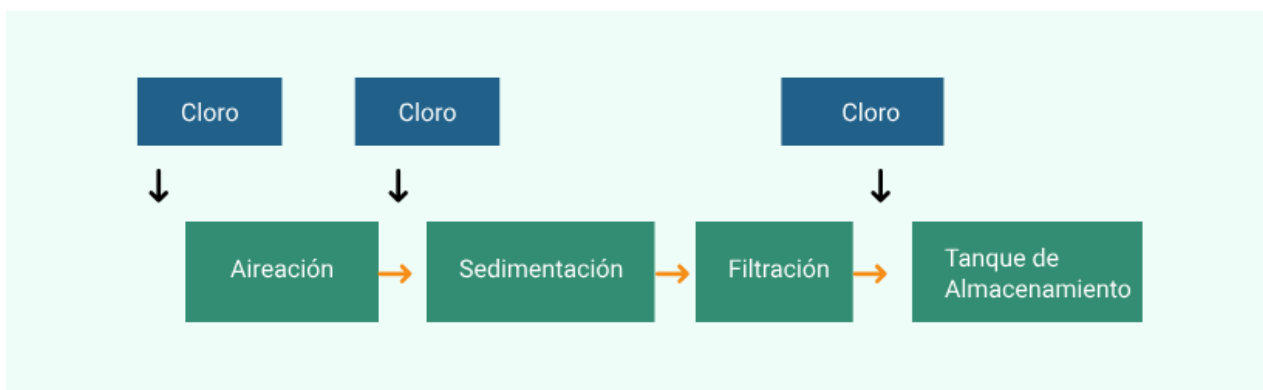 Cloro
Cloro
Cloro
Aireación
Sedimentación
Filtración
Tanque de
Almacenamiento